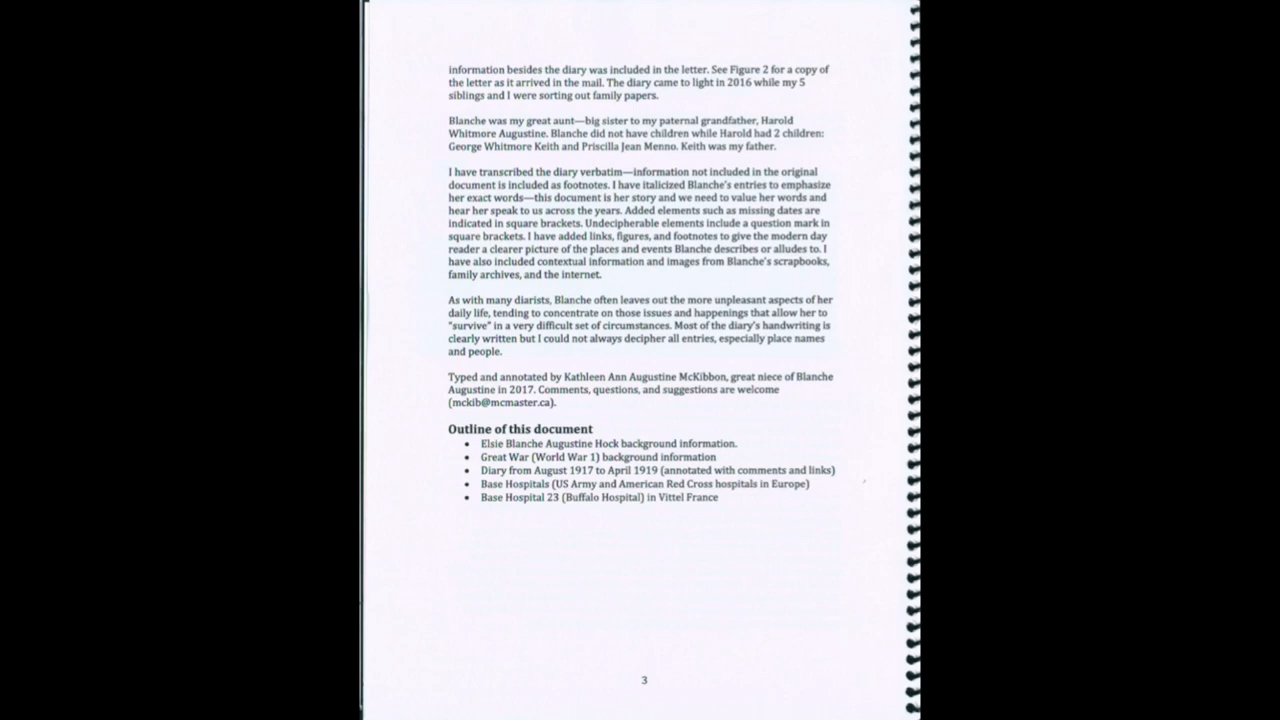 information besides the diary was included in the letter. See Figure 2 for a copy of
the letter as it arrived in the mail. The diary came to light in 2016 while my 5
siblings and I were sorting out family papers.
Blanche was my great aunt—big sister to my paternal grandfather, Harold
Whitmore Augustine. Blanche did not have children while Harold had 2 children:
George Whitmore Keith and Priscilla Jean Menno. Keith was my father.
I have transcribed the diary verbatim—information not included in the original
document is included as footnotes. I have italicized Blanche's entries to emphasize
her exact words—this document is her story and we need to value her words and
hear her speak to us across the years. Added elements such as missing dates are
indicated in square brackets. Undecipherable elements include a question mark in
square brackets. I have added links, figures, and footnotes to give the modern day
reader a clearer picture of the places and events Blanche describes or alludes to. I
have also included contextual information and images from Blanche's scrapbooks,
family archives, and the internet.
As with many diarists, Blanche often leaves out the more unpleasant aspects of her
daily life, tending to concentrate on those issues and happenings that allow her to
"survive" in a very difficult set of circumstances. Most of the diary's handwriting is
clearly written but I could not always decipher all entries, especially place names
and people.
Typed and annotated by Kathleen Ann Augustine McKibbon, great niece of Blanche
Augustine in 2017. Comments, questions, and suggestions are welcome
(mckib@mcmaster.ca).
Outline of this document
• Elsie Blanche Augustine Hock background information.
• Great War (World War 1) background information
• Diary from August 1917 to April 1919 (annotated with comments and links)
• Base Hospitals (US Army and American Red Cross hospitals in Europe)
• Base Hospital 23 (Buffalo Hospital) in Vittel France
3